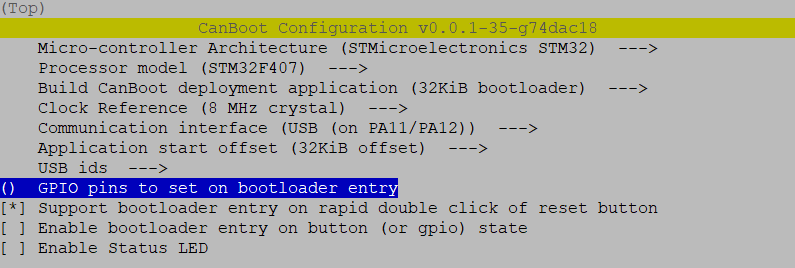 (Top)
CanBoot Configuration v0.0.1-35-g74dac18
Micro-controller Architecture (STMicroelectronics STM32) --->
Processor model (STM32F407) --->
Build CanBoot deployment application (32KiB bootloader) --->
Clock Reference (8 MHz crystal) --->
Communication interface (USB (on PA11/PA12)) --->
Application start offset (32KiB offset) --->
USB ids --->
() GPIO pins to set on bootloader entry
[*] Support bootloader entry on rapid double click of reset button
[ ] Enable bootloader entry on button (or gpio) state
[ ] Enable Status LED